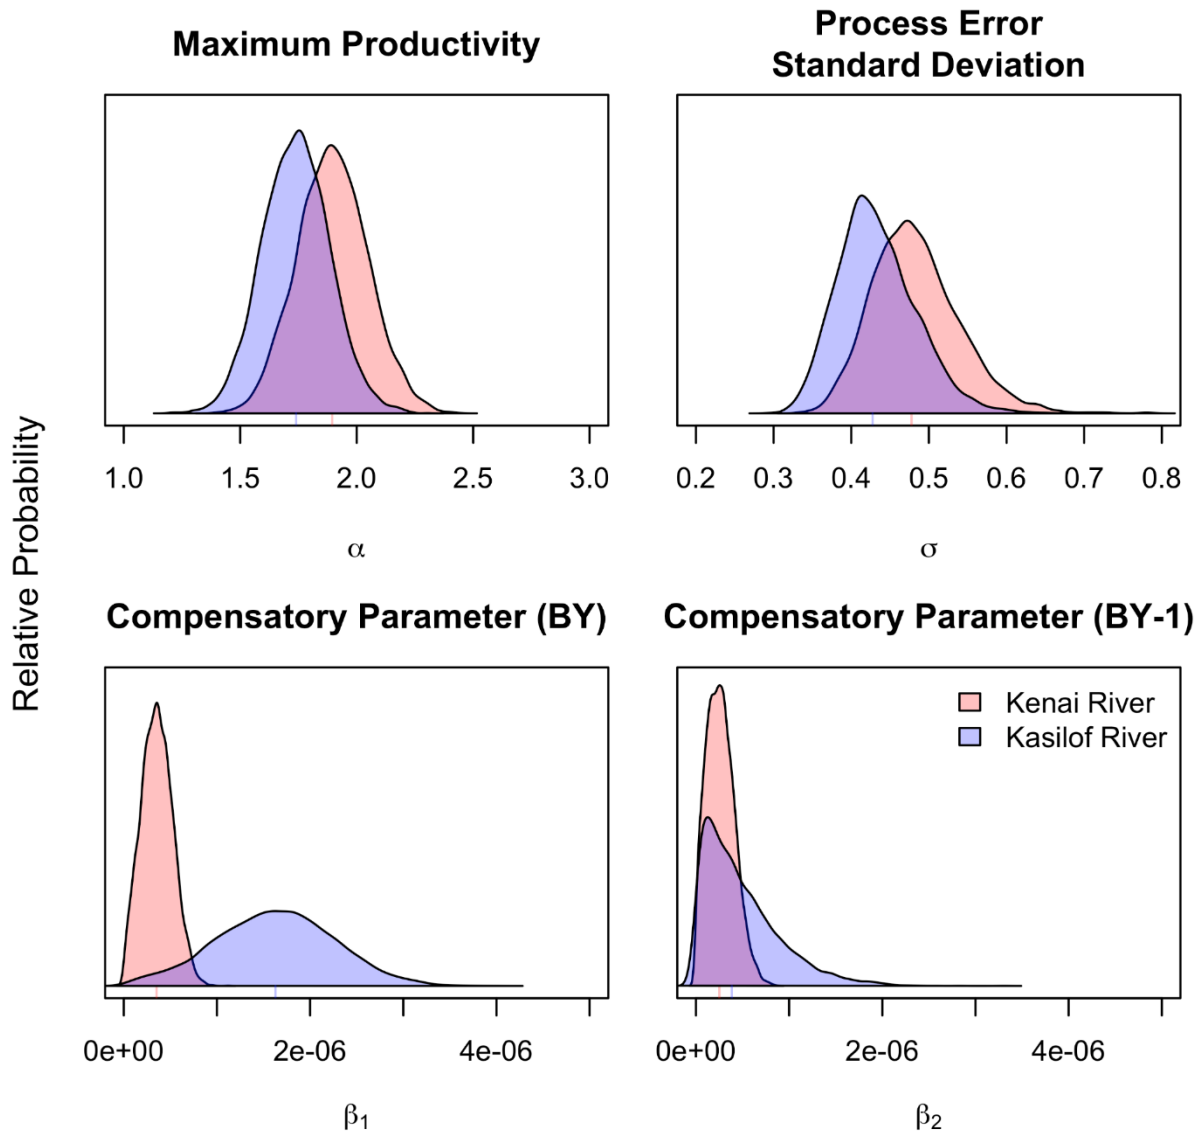 Maximum Productivity
Process Error
Standard Deviation
Relative Probability
1.0 1.5 2.0 2.5 3.0
α
0.2 0.3 0.4 0.5 0.6 0.7 0.8
σ
Compensatory Parameter (BY)
Compensatory Parameter (BY-1)
Kenai River
Kasilof River
0e+00 2e-06 4e-06
β₁
0e+00 2e-06 4e-06
β₂